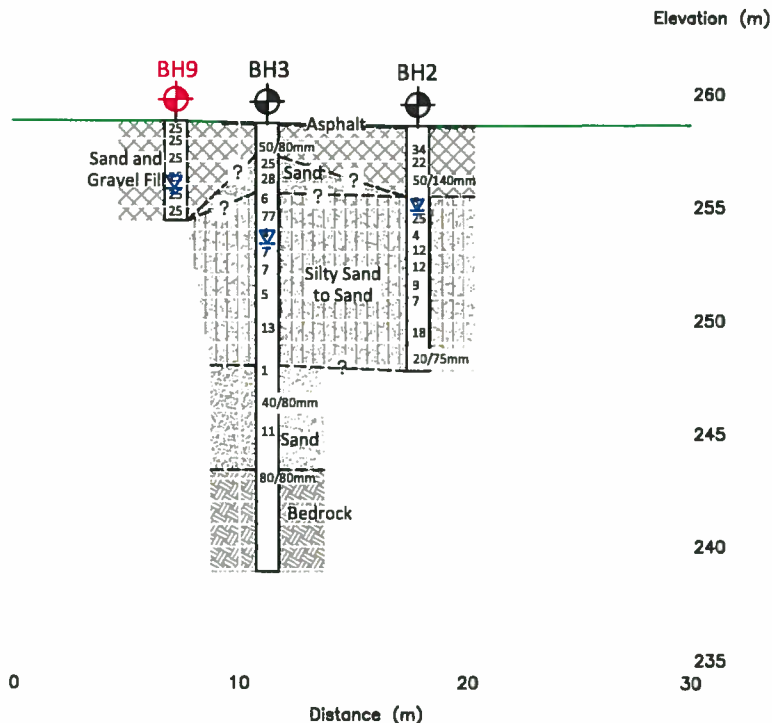 Elevation (m)
BH9
BH3
BH2
260
Asphalt
25
25
50/80mm
34
Sand and
Gravel Fill
25
25
Sand
22
?
28
?
50/140mm
25
?
6
?
255
25
77
25
4
7
12
7
Silty Sand
to Sand
12
9
5
7
250
13
18
20/75mm
1
?
40/80mm
11
Sand
245
80/80mm
Bedrock
240
235
0
10
20
30
Distance (m)